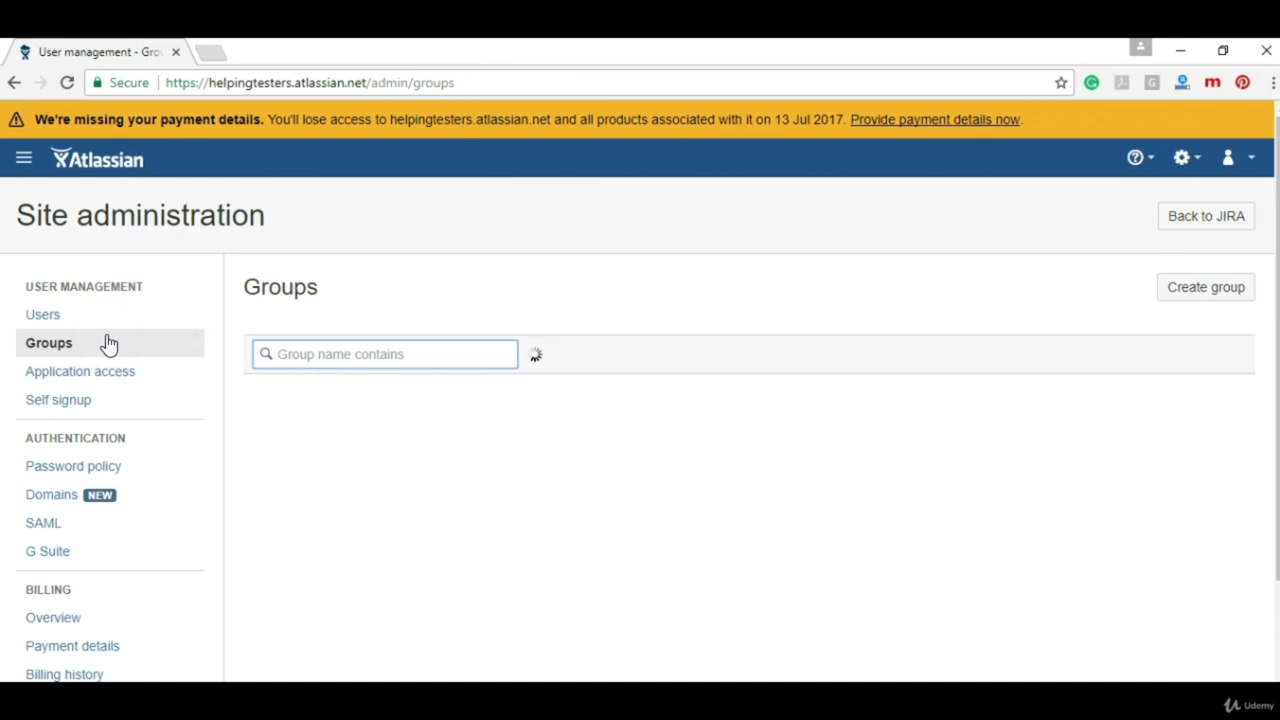 User management - Gro
Secure https://helpingtesters.atlassian.net/admin/groups
We're missing your payment details. You'll lose access to helpingtesters.atlassian.net and all products associated with it on 13 Jul 2017. Provide payment details now.
Atlassian
Site administration
Back to JIRA
USER MANAGEMENT
Users
Groups
Application access
Self signup
AUTHENTICATION
Password policy
Domains NEW
SAML
G Suite
BILLING
Overview
Payment details
Billing history
Groups
Create group
Group name contains
Udemy